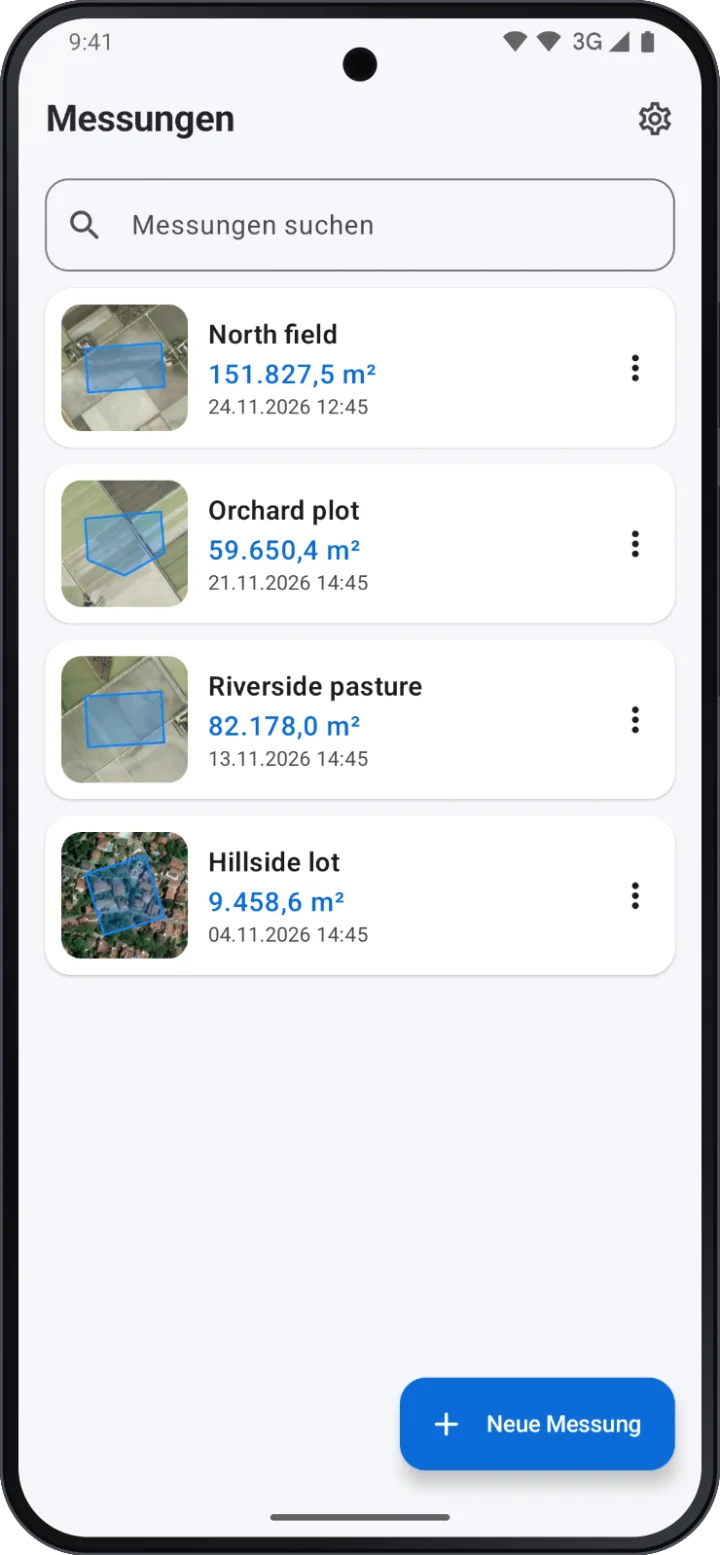 9:41
3G
Messungen
Messungen suchen
North field
151.827,5 m²
24.11.2026 12:45
Orchard plot
59.650,4 m²
21.11.2026 14:45
Riverside pasture
82.178,0 m²
13.11.2026 14:45
Hillside lot
9.458,6 m²
04.11.2026 14:45
Neue Messung